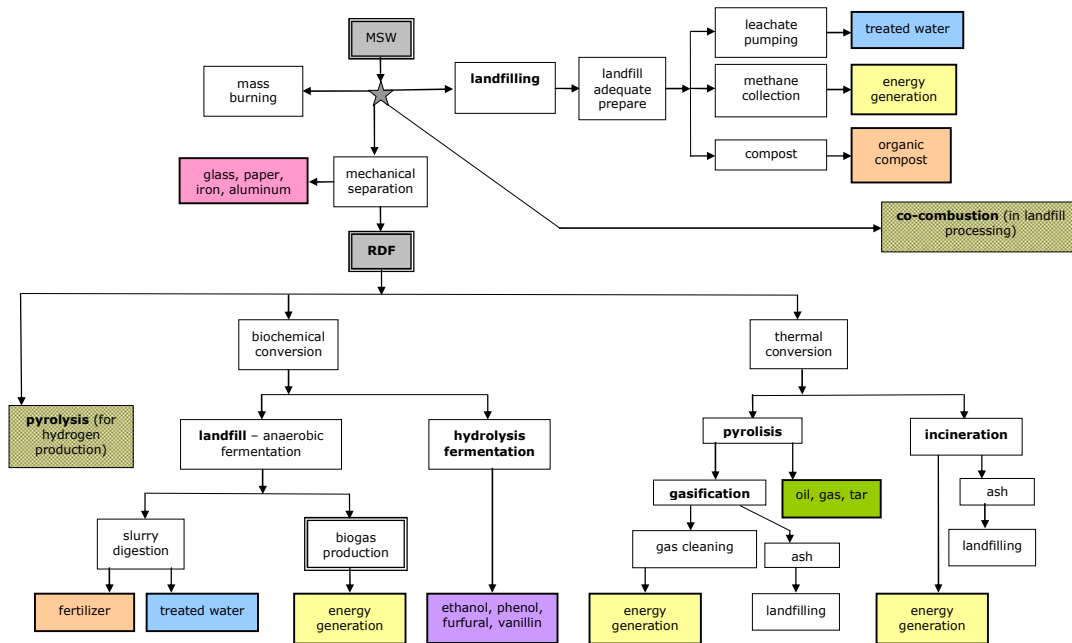 MSW
leachate
pumping
treated water
mass
burning
landfilling
landfill
adequate
prepare
methane
collection
energy
generation
compost
organic
compost
glass, paper,
iron, aluminum
mechanical
separation
co-combustion (in landfill
processing)
RDF
biochemical
conversion
thermal
conversion
pyrolysis (for
hydrogen
production)
landfill – anaerobic
fermentation
hydrolysis
fermentation
pyrolisis
incineration
gasification
oil, gas, tar
ash
slurry
digestion
biogas
production
gas cleaning
ash
landfilling
fertilizer
treated water
energy
generation
ethanol, phenol,
furfural, vanillin
energy
generation
landfilling
energy
generation